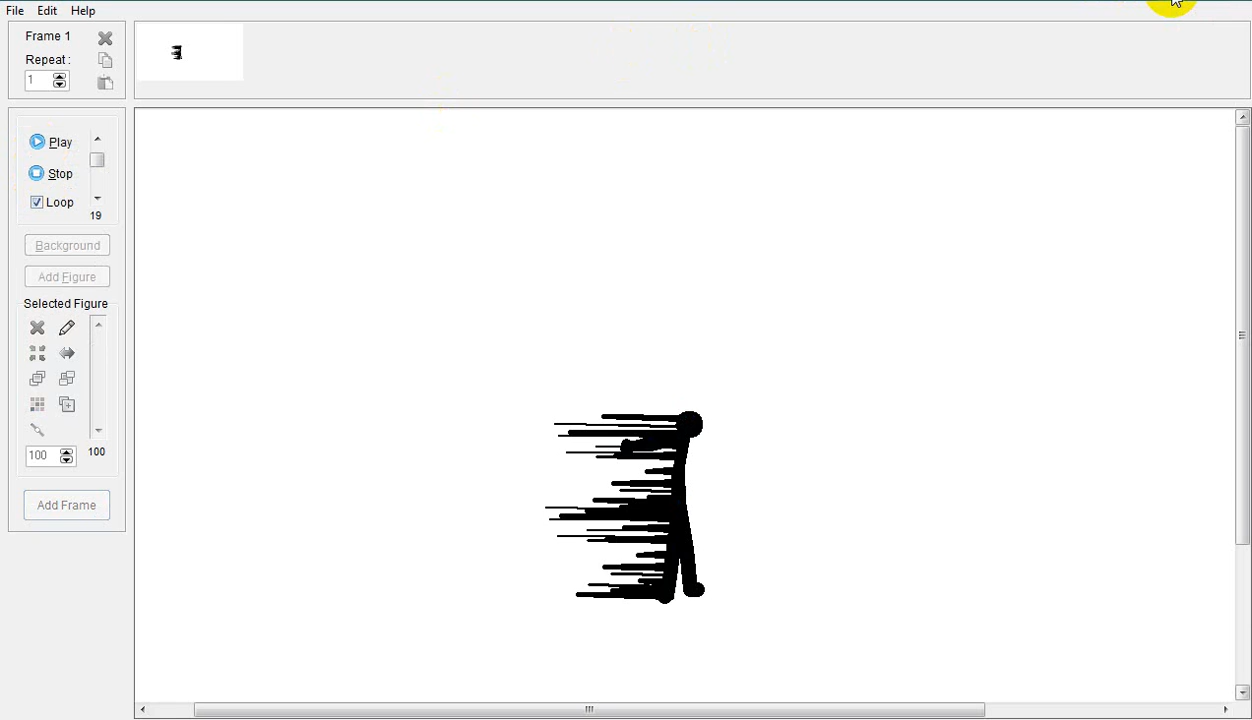 File Edit Help
Frame 1
Repeat:
1
Play
Stop
Loop
19
Background
Add Figure
Selected Figure
100 100
Add Frame